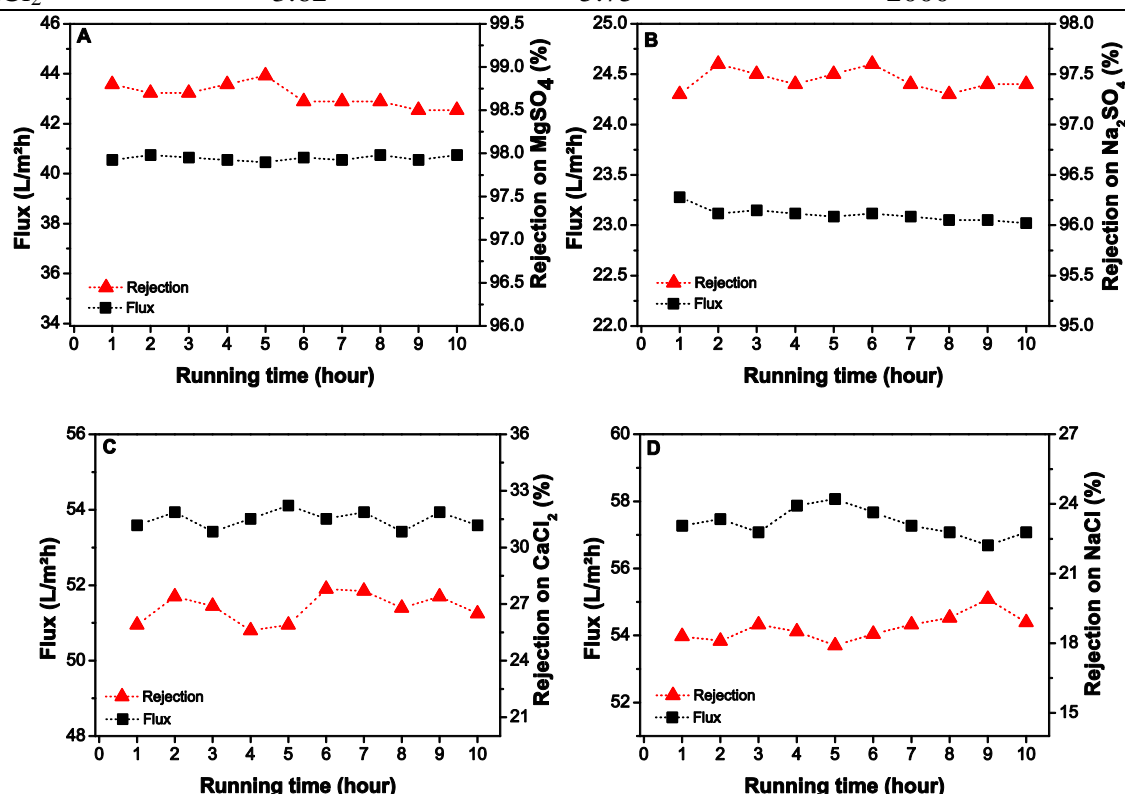 A
Flux (L/m²h)
46
44
42
40
38
36
34
99.5
99.0
98.5
98.0
97.5
97.0
96.5
96.0
Rejection on MgSO4 (%)
Rejection
Flux
0 1 2 3 4 5 6 7 8 9 10
Running time (hour)
B
Flux (L/m²h)
25.0
24.5
24.0
23.5
23.0
22.5
22.0
98.0
97.5
97.0
96.5
96.0
95.5
95.0
Rejection on Na₂SO4 (%)
Rejection
Flux
0 1 2 3 4 5 6 7 8 9 10
Running time (hour)
C
Flux (L/m²h)
56
54
52
50
48
36
33
30
27
24
21
Rejection on CaCl₂ (%)
Rejection
Flux
0 1 2 3 4 5 6 7 8 9 10
Running time (hour)
D
Flux (L/m²h)
60
58
56
54
52
27
24
21
18
15
Rejection on NaCl (%)
Rejection
Flux
0 1 2 3 4 5 6 7 8 9 10
Running time (hour)